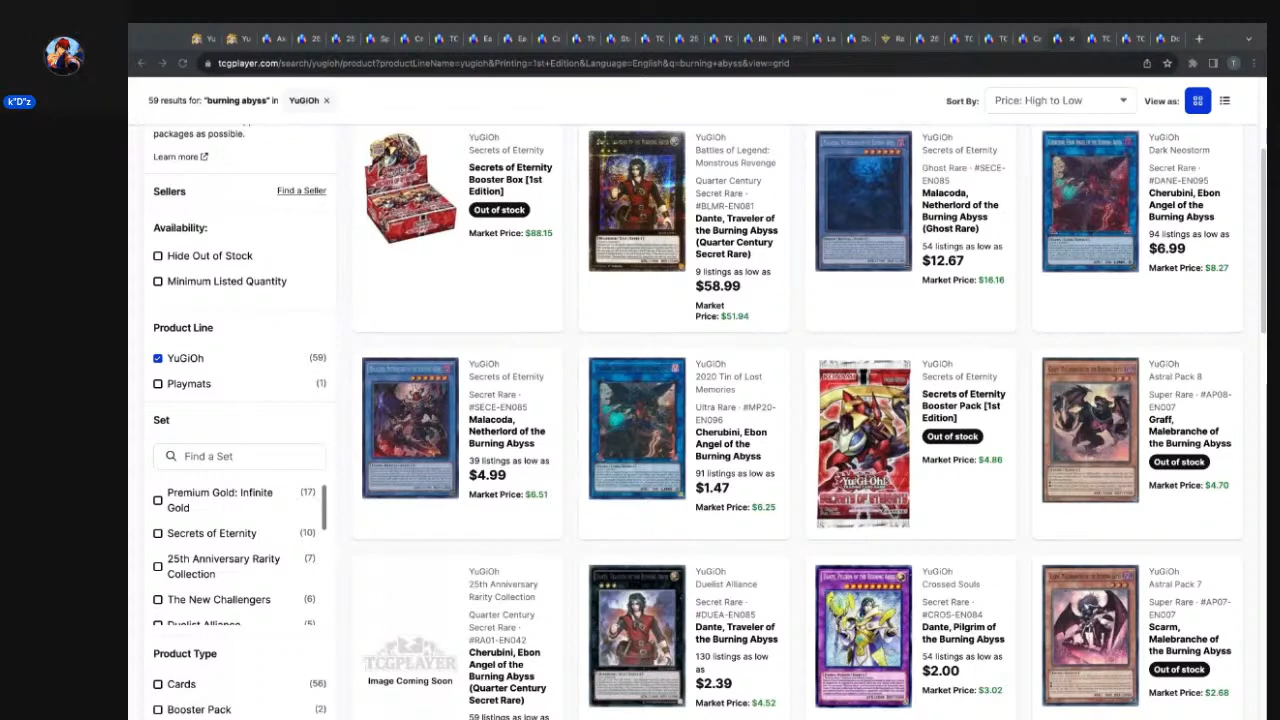 k"D"z
Yu
Yu
tcgplayer.com/search/yugioh/product?productLineName=yugioh&Printing=1st+Edition&Language=English&q=burning+abyss&view=grid
59 results for: "burning abyss" in YuGiOh ×
Sort By: Price: High to Low
View as:
packages as possible.
Learn more
Sellers
Find a Seller
Availability:
Hide Out of Stock
Minimum Listed Quantity
Product Line
YuGiOh (59)
Playmats (1)
Set
Find a Set
Premium Gold: Infinite
Gold
(17)
Secrets of Eternity (10)
25th Anniversary Rarity
Collection
(7)
The New Challengers (6)
Duelist Alliance (5)
Product Type
Cards (56)
Booster Pack (2)
YuGiOh
Secrets of Eternity
Secrets of Eternity
Booster Box [1st
Edition]
Out of stock
Market Price: $88.15
YuGiOh
Battles of Legend:
Monstrous Revenge
Quarter Century
Secret Rare ·
#BLMR-EN081
Dante, Traveler of
the Burning Abyss
(Quarter Century
Secret Rare)
9 listings as low as
$58.99
Market
Price: $51.94
YuGiOh
Secrets of Eternity
Ghost Rare · #SECE-
EN085
Malacoda,
Netherlord of the
Burning Abyss
(Ghost Rare)
54 listings as low as
$12.67
Market Price: $16.16
YuGiOh
Dark Neostorm
Secret Rare ·
#DANE-EN095
Cherubini, Ebon
Angel of the
Burning Abyss
94 listings as low as
$6.99
Market Price: $8.27
YuGiOh
Secrets of Eternity
Secret Rare ·
#SECE-EN085
Malacoda,
Netherlord of the
Burning Abyss
39 listings as low as
$4.99
Market Price: $6.51
YuGiOh
2020 Tin of Lost
Memories
Ultra Rare · #MP20-
EN096
Cherubini, Ebon
Angel of the
Burning Abyss
91 listings as low as
$1.47
Market Price: $6.25
YuGiOh
Secrets of Eternity
Secrets of Eternity
Booster Pack [1st
Edition]
Out of stock
Market Price: $4.86
YuGiOh
Astral Pack 8
Super Rare · #AP08-
EN007
Graff,
Malebranche of the
Burning Abyss
Out of stock
Market Price: $4.70
TCGPLAYER
Image Coming Soon
YuGiOh
25th Anniversary
Rarity Collection
Quarter Century
Secret Rare ·
#RA01-EN042
Cherubini, Ebon
Angel of the
Burning Abyss
(Quarter Century
Secret Rare)
59 listings as low as
YuGiOh
Duelist Alliance
Secret Rare ·
#DUEA-EN085
Dante, Traveler of
the Burning Abyss
130 listings as low
as
$2.39
Market Price: $4.52
YuGiOh
Crossed Souls
Secret Rare ·
#CROS-EN084
Dante, Pilgrim of
the Burning Abyss
54 listings as low as
$2.00
Market Price: $3.02
YuGiOh
Astral Pack 7
Super Rare · #AP07-
EN007
Scarm,
Malebranche of the
Burning Abyss
Out of stock
Market Price: $2.68